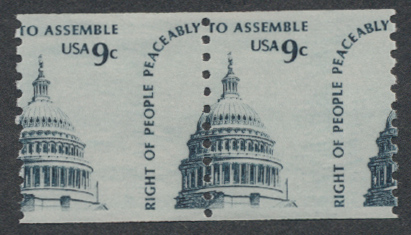 TO ASSEMBLE
USA 9c
RIGHT OF PEOPLE PEACEABLY
TO ASSEMBLE
USA 9c
RIGHT OF PEOPLE PEACEABLY